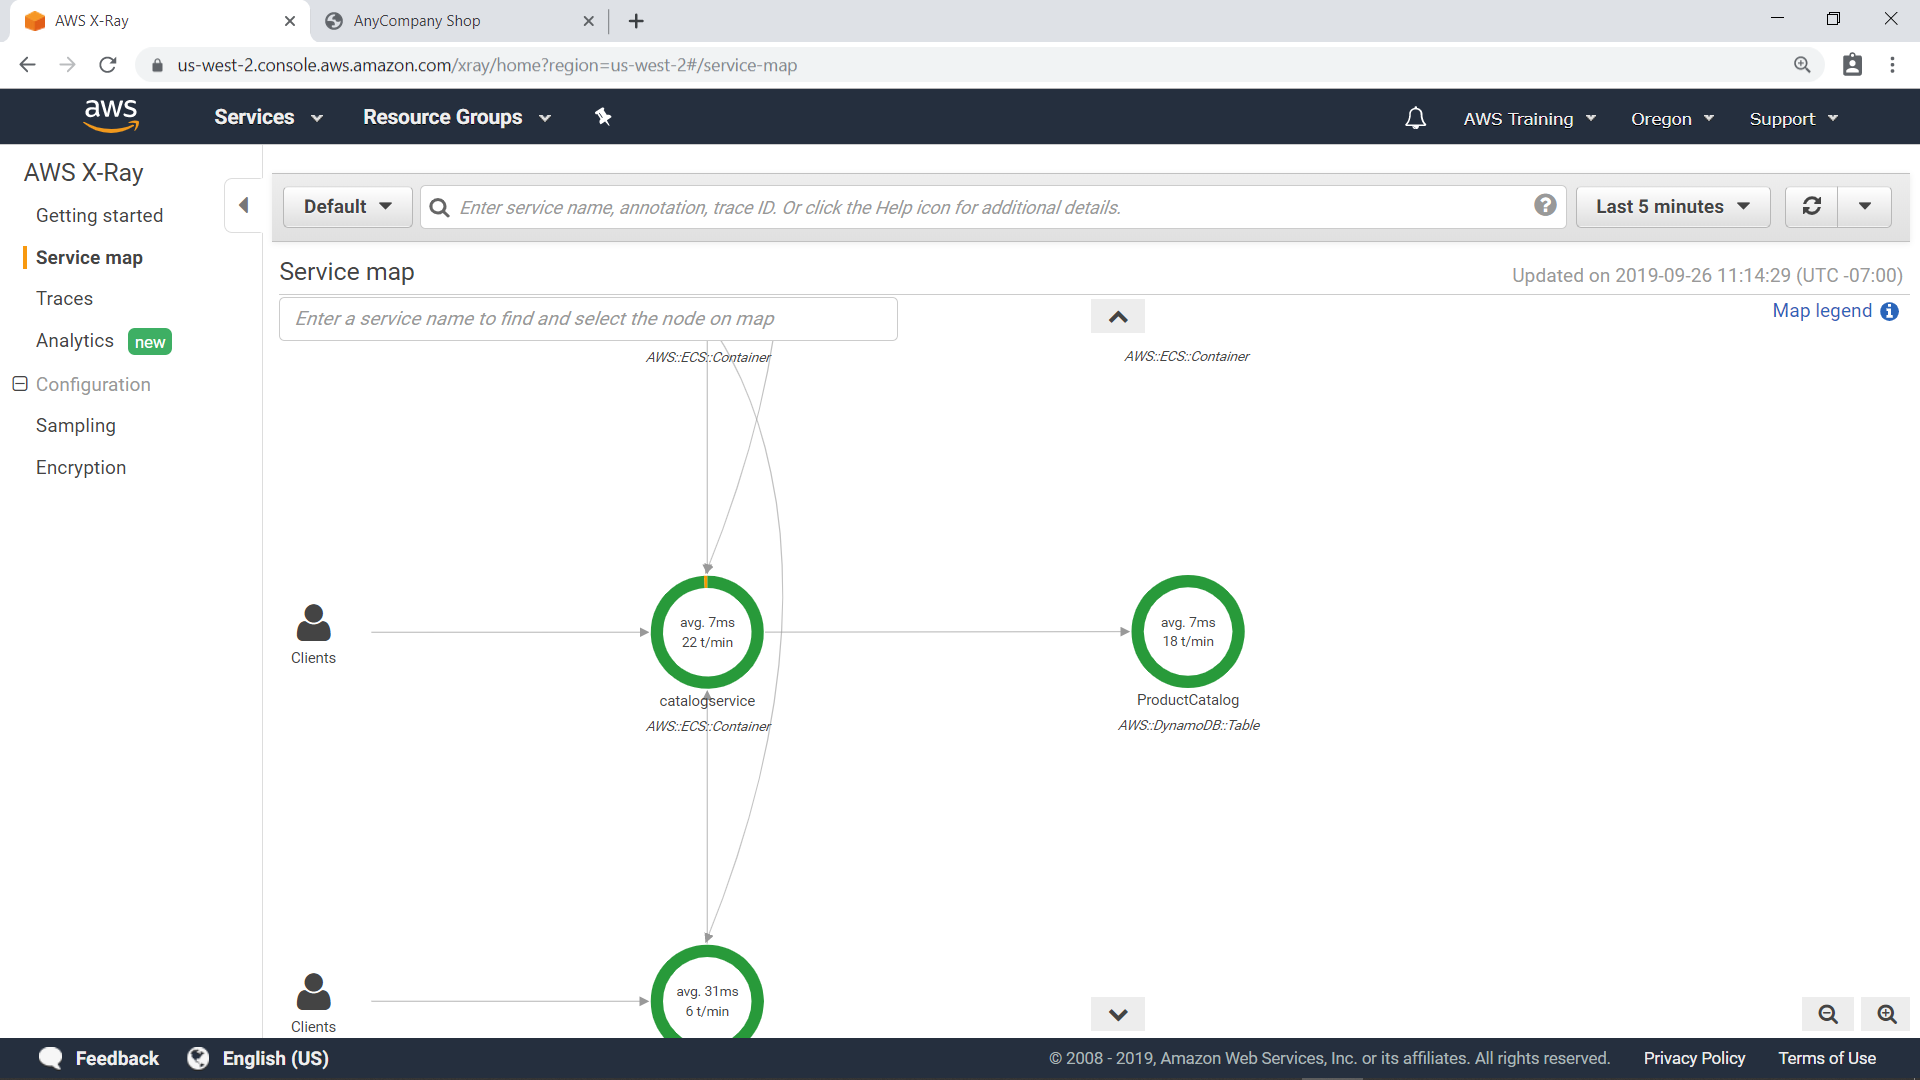 AWS X-Ray
AnyCompany Shop
us-west-2.console.aws.amazon.com/xray/home?region=us-west-2#/service-map
aws
Services
Resource Groups
AWS Training
Oregon
Support
AWS X-Ray
Getting started
Service map
Traces
Analytics new
Configuration
Sampling
Encryption
Default
Enter service name, annotation, trace ID. Or click the Help icon for additional details.
Last 5 minutes
Service map
Updated on 2019-09-26 11:14:29 (UTC -07:00)
Enter a service name to find and select the node on map
Map legend
AWS::ECS::Container
AWS::ECS::Container
Clients
avg. 7ms
22 t/min
catalogservice
AWS::ECS::Container
avg. 7ms
18 t/min
ProductCatalog
AWS::DynamoDB::Table
Clients
avg. 31ms
6 t/min
Feedback
English (US)
© 2008 - 2019, Amazon Web Services, Inc. or its affiliates. All rights reserved.
Privacy Policy
Terms of Use